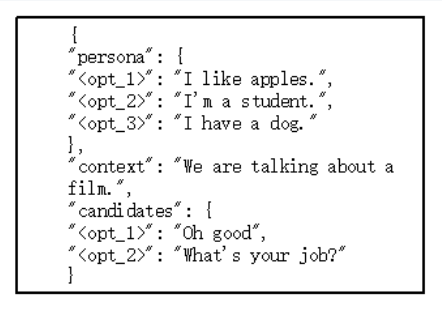 {
"persona": {
"<opt_1>": "I like apples.",
"<opt_2>": "I'm a student.",
"<opt_3>": "I have a dog."
},
"context": "We are talking about a
film.",
"candidates": {
"<opt_1>": "Oh good",
"<opt_2>": "What's your job?"
}